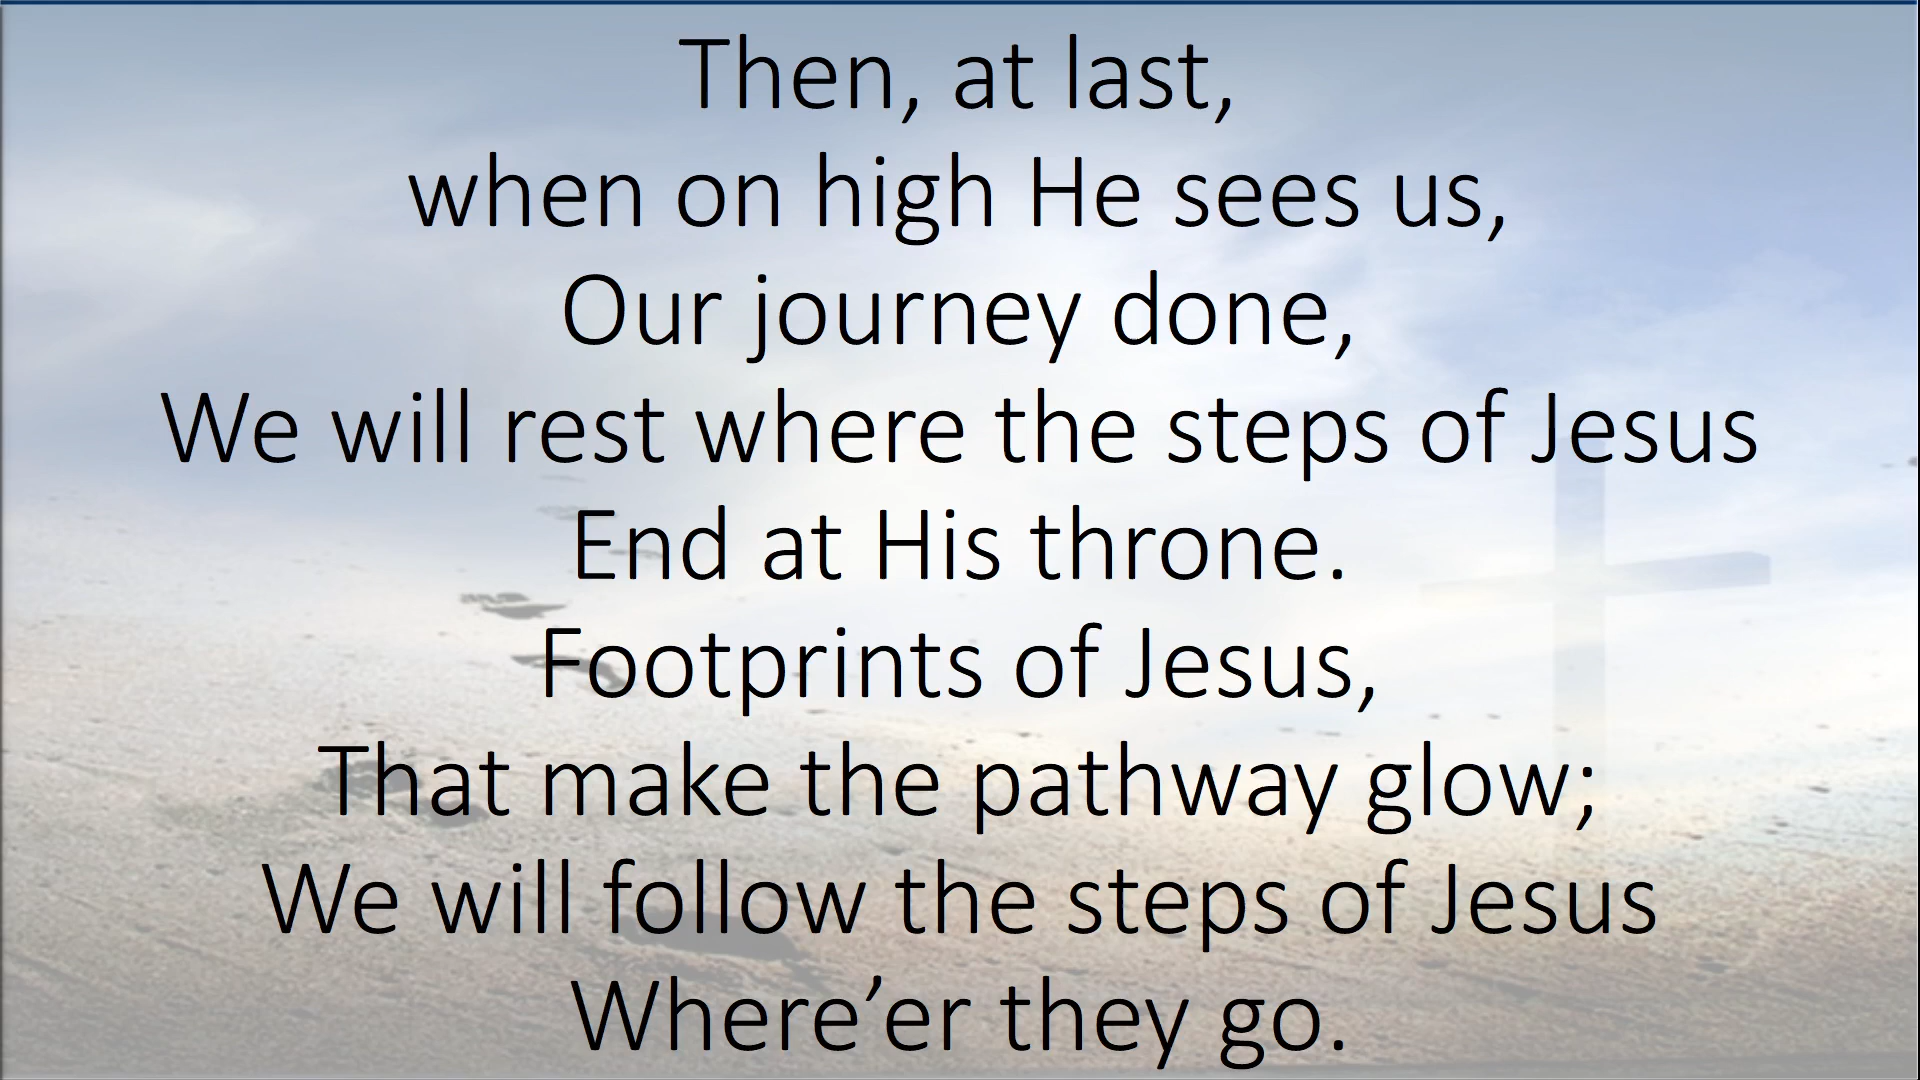 Then, at last,
when on high He sees us,
Our journey done,
We will rest where the steps of Jesus
End at His throne.
Footprints of Jesus,
That make the pathway glow;
We will follow the steps of Jesus
Where’er they go.